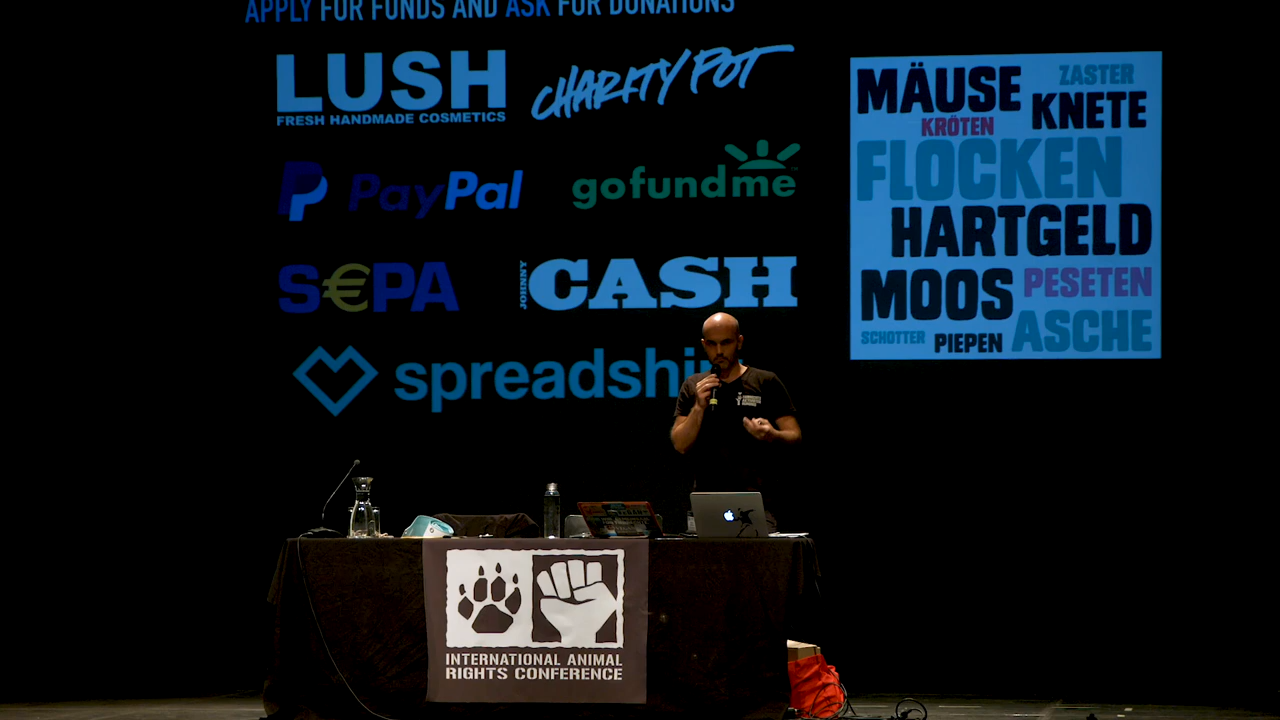 APPLY FOR FUNDS AND ASK FOR DONATIONS
LUSH
FRESH HANDMADE COSMETICS
CHARITY POT
PayPal
gofundme
S€PA
JOHNNY
CASH
spreadshirt
MÄUSE
ZASTER
KRÖTEN
KNETE
FLOCKEN
HARTGELD
MOOS
PESETEN
SCHOTTER
PIEPEN
ASCHE
INTERNATIONAL ANIMAL
RIGHTS CONFERENCE